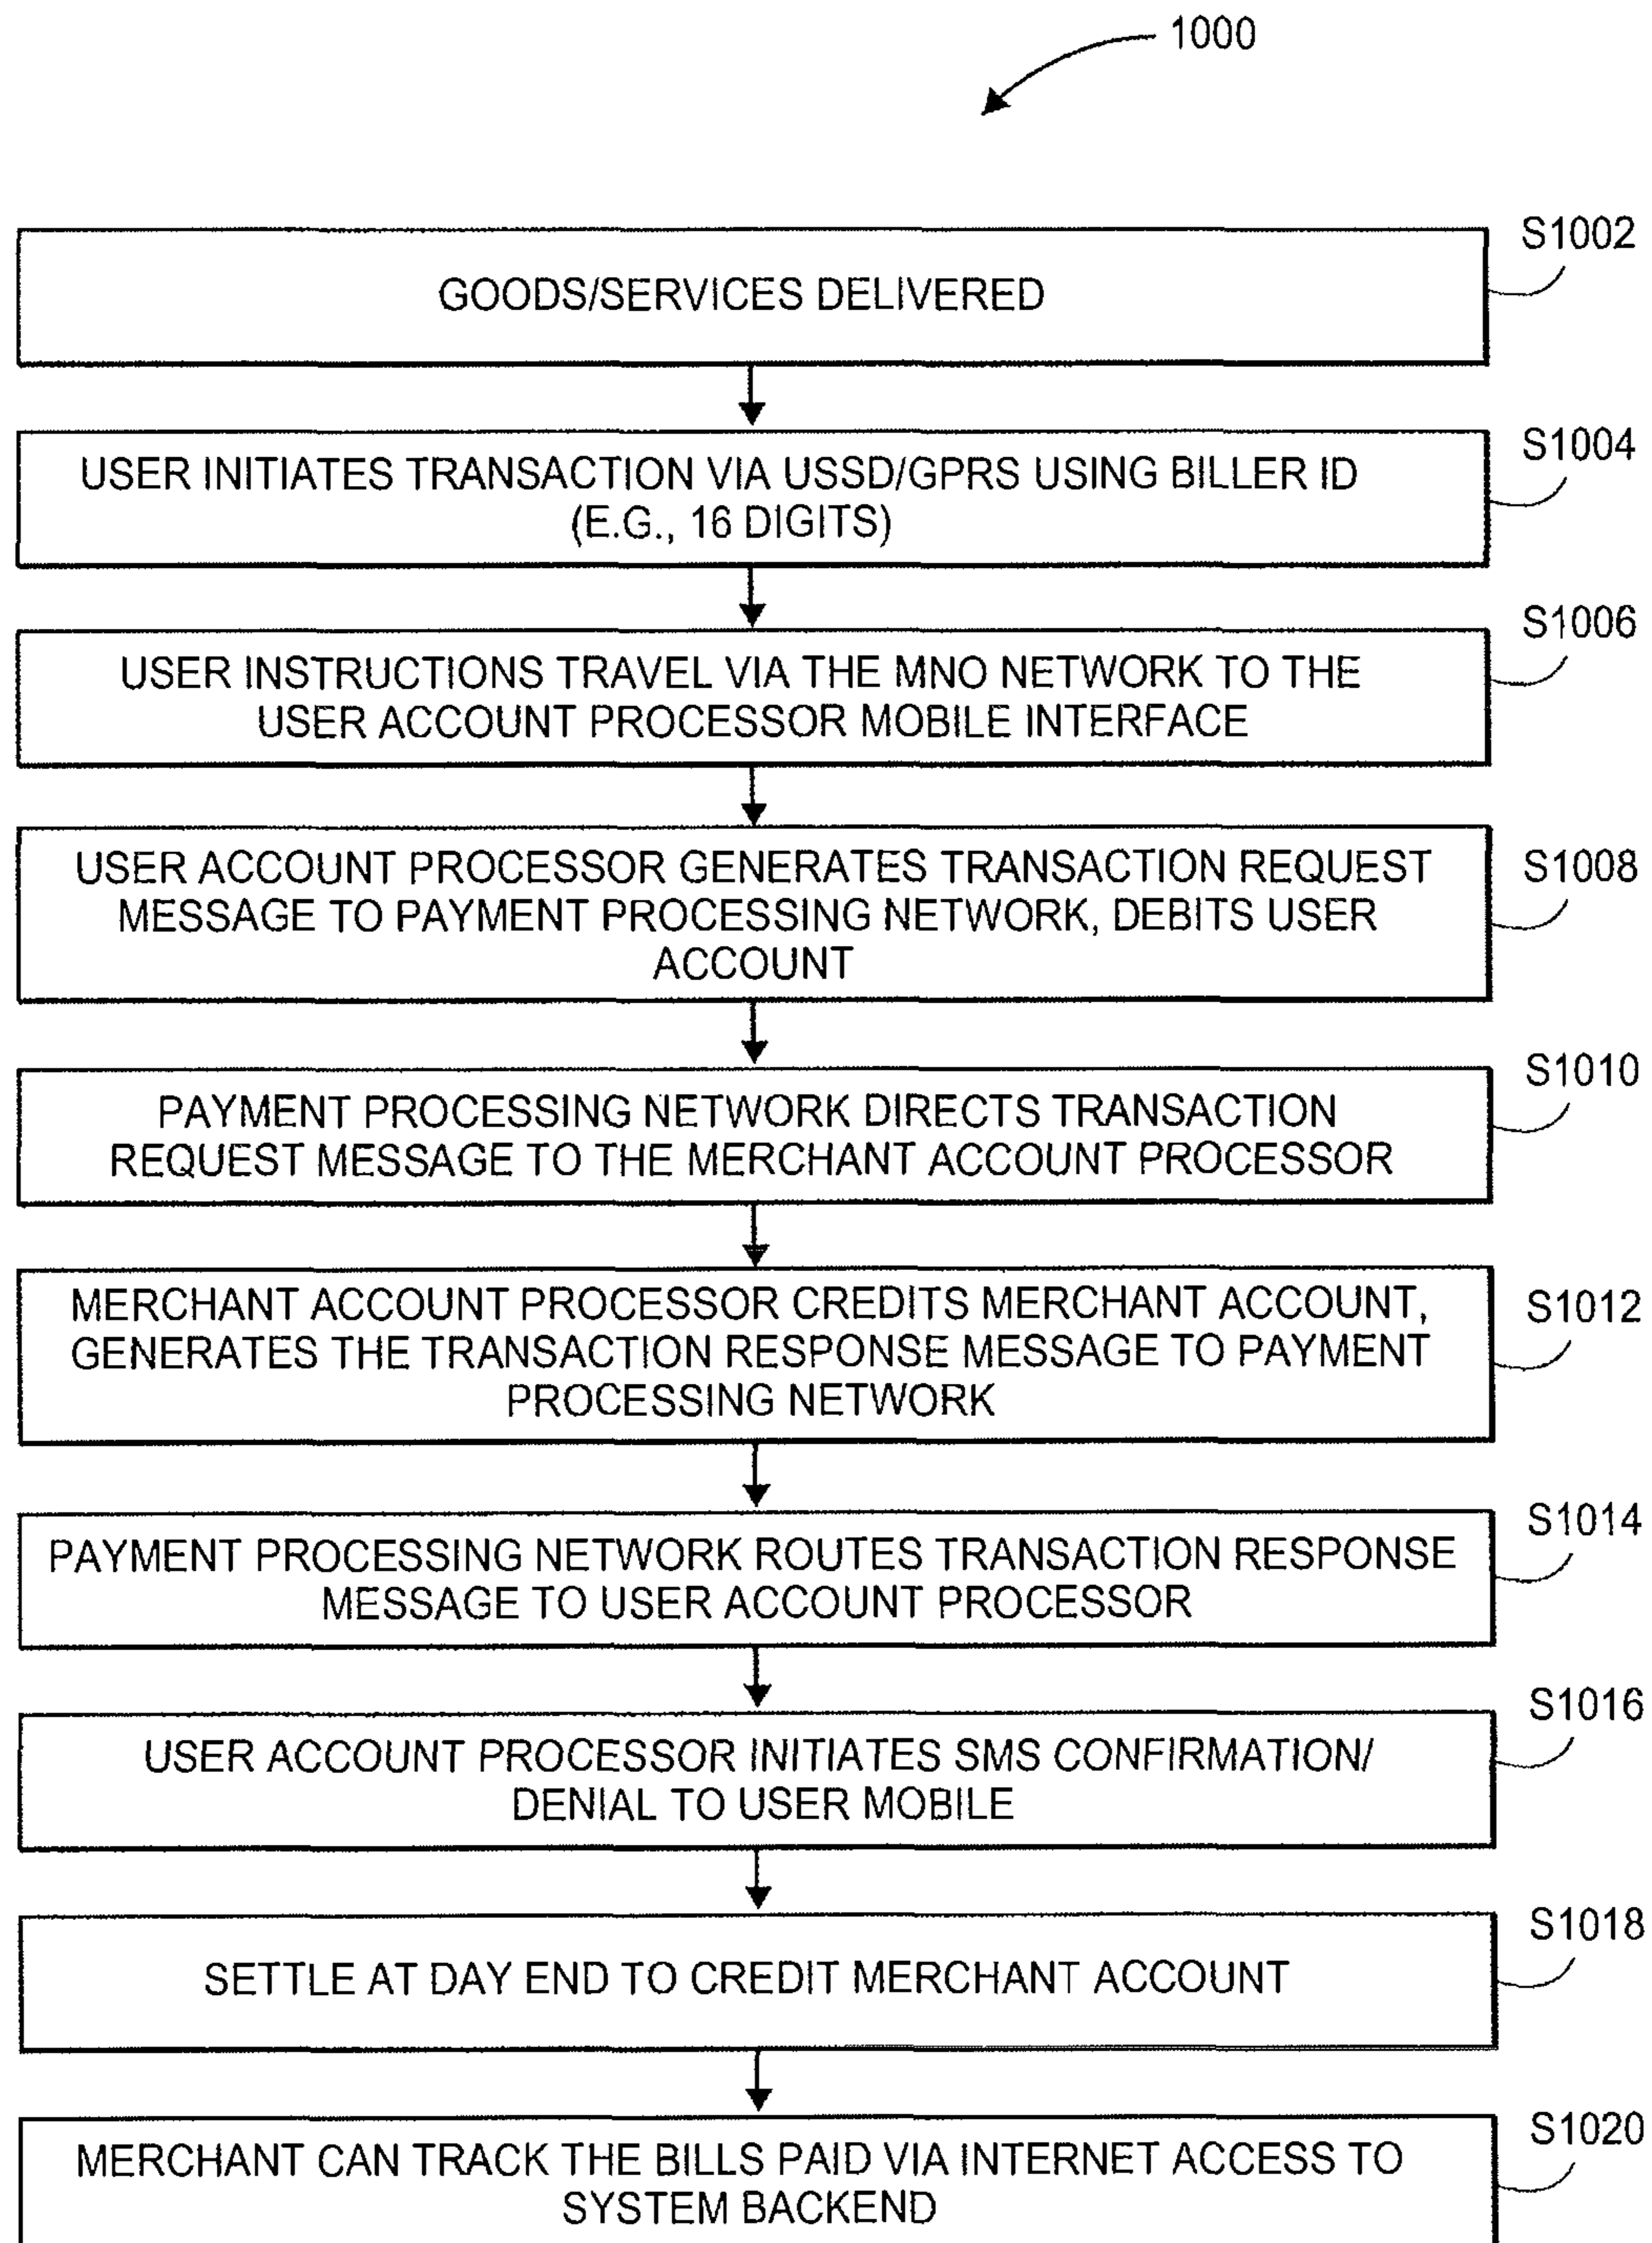 1000
S1002
GOODS/SERVICES DELIVERED
S1004
USER INITIATES TRANSACTION VIA USSD/GPRS USING BILLER ID
(E.G., 16 DIGITS)
S1006
USER INSTRUCTIONS TRAVEL VIA THE MNO NETWORK TO THE
USER ACCOUNT PROCESSOR MOBILE INTERFACE
S1008
USER ACCOUNT PROCESSOR GENERATES TRANSACTION REQUEST
MESSAGE TO PAYMENT PROCESSING NETWORK, DEBITS USER
ACCOUNT
S1010
PAYMENT PROCESSING NETWORK DIRECTS TRANSACTION
REQUEST MESSAGE TO THE MERCHANT ACCOUNT PROCESSOR
S1012
MERCHANT ACCOUNT PROCESSOR CREDITS MERCHANT ACCOUNT,
GENERATES THE TRANSACTION RESPONSE MESSAGE TO PAYMENT
PROCESSING NETWORK
S1014
PAYMENT PROCESSING NETWORK ROUTES TRANSACTION RESPONSE
MESSAGE TO USER ACCOUNT PROCESSOR
S1016
USER ACCOUNT PROCESSOR INITIATES SMS CONFIRMATION/
DENIAL TO USER MOBILE
S1018
SETTLE AT DAY END TO CREDIT MERCHANT ACCOUNT
S1020
MERCHANT CAN TRACK THE BILLS PAID VIA INTERNET ACCESS TO
SYSTEM BACKEND